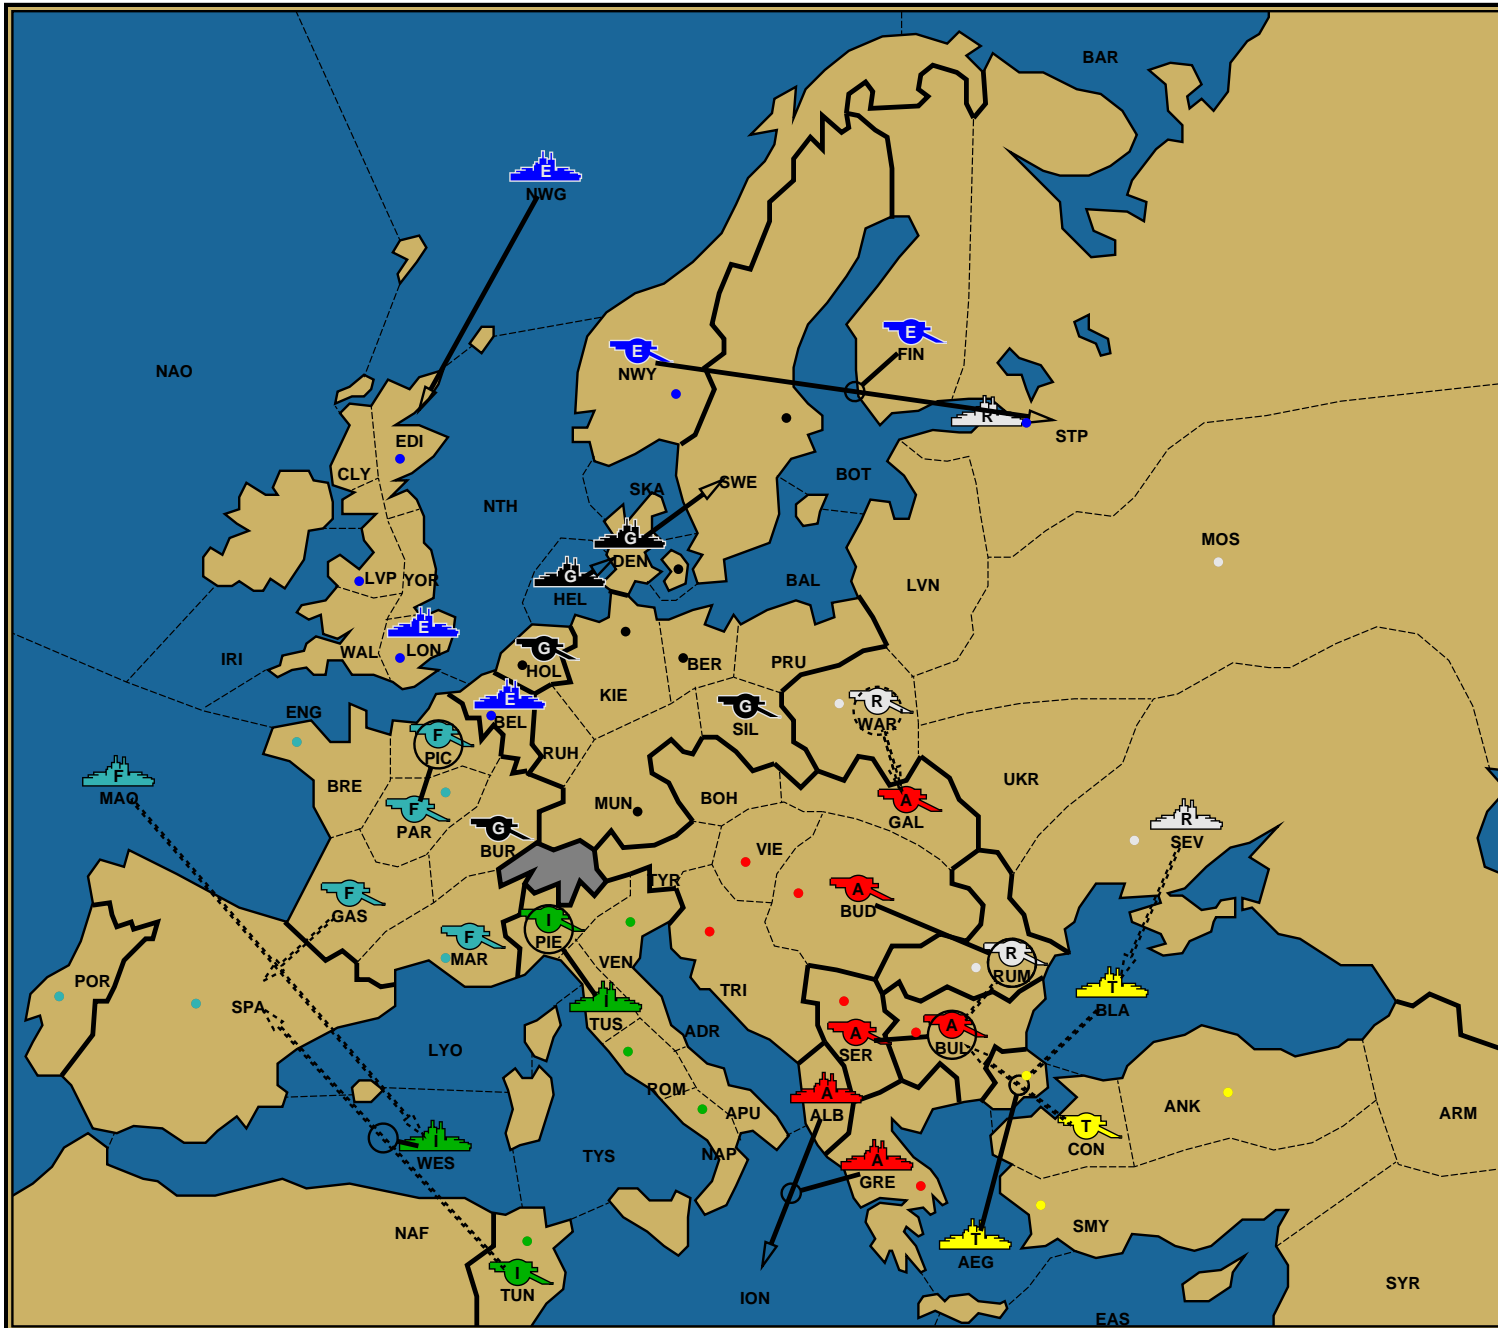 BAR
E
NWG
NAO
E
FIN
E
NWY
R
STP
EDI
CLY
SWE
BOT
SKA
NTH
G
DEN
MOS
G
HEL
LVP
YOR
BAL
LVN
E
LON
WAL
IRI
G
HOL
BER
PRU
KIE
E
BEL
G
SIL
R
WAR
ENG
F
PIC
RUH
UKR
F
MAO
BRE
MUN
BOH
A
GAL
F
PAR
G
BUR
R
SEV
VIE
TYR
F
GAS
A
BUD
I
PIE
F
MAR
VEN
R
RUM
POR
SPA
TRI
I
TUS
T
BLA
ADR
A
SER
A
BUL
LYO
ROM
APU
A
ALB
ANK
ARM
T
CON
I
WES
TYS
NAP
A
GRE
NAF
SMY
T
AEG
I
TUN
ION
SYR
EAS